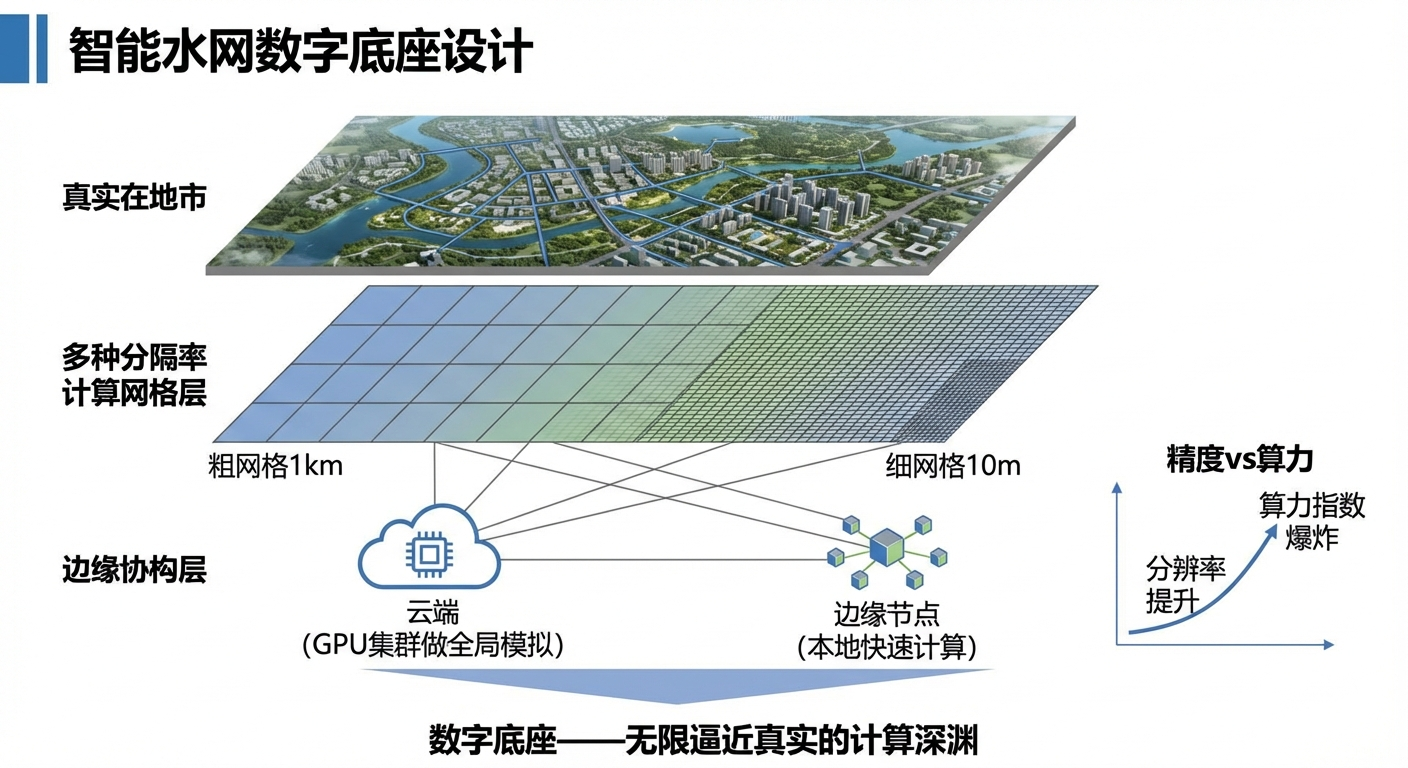 智能水网数字底座设计
真实在地市
多种分隔率
计算网格层
粗网格1km
细网格10m
精度vs算力
算力指数
爆炸
分辨率
提升
边缘协构层
云端
（GPU集群做全局模拟）
边缘节点
（本地快速计算）
数字底座——无限逼近真实的计算深渊